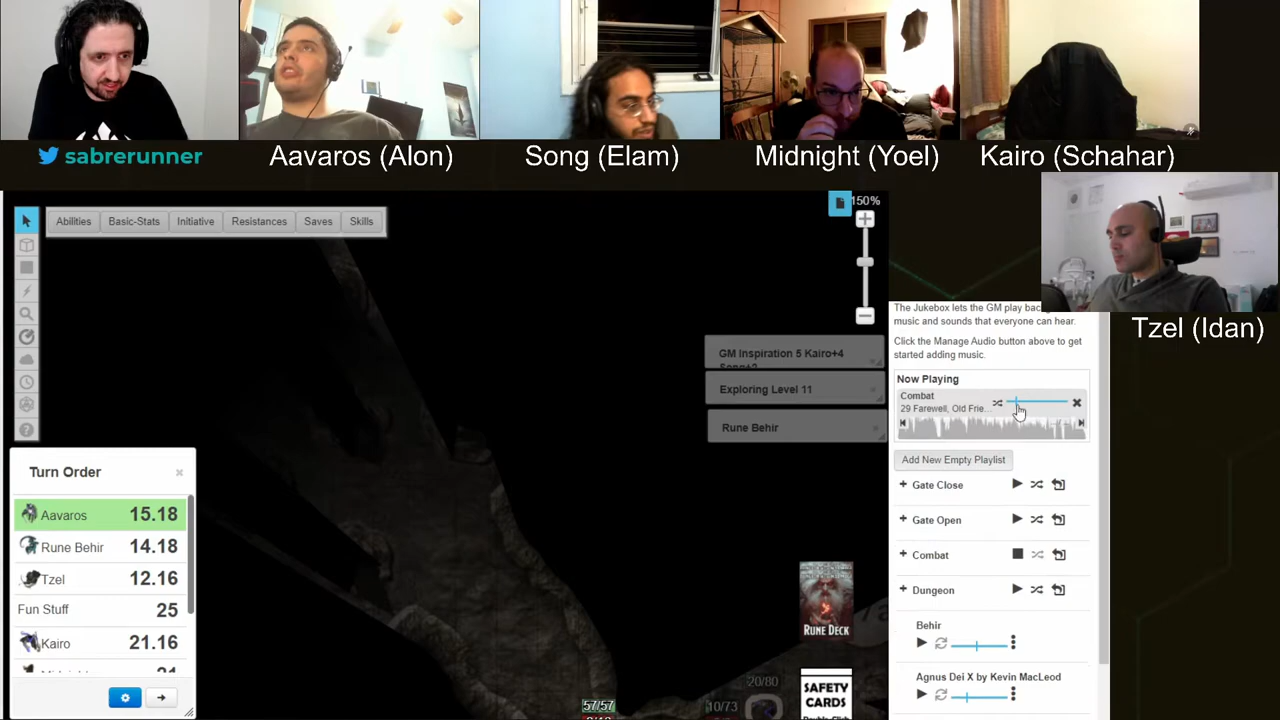 sabrerunner
Aavaros (Alon)
Song (Elam)
Midnight (Yoel)
Kairo (Schahar)
Tzel (Idan)
Abilities
Basic-Stats
Initiative
Resistances
Saves
Skills
150%
GM Inspiration 5 Kairo+4
Exploring Level 11
Rune Behir
The Jukebox lets the GM play
music and sounds that everyone can hear.
Click the Manage Audio button above to get
started adding music.
Now Playing
Combat
29 Farewell, Old Frie...
Add New Empty Playlist
Gate Close
Gate Open
Combat
Dungeon
Behir
Agnus Dei X by Kevin MacLeod
Turn Order
Aavaros 15.18
Rune Behir 14.18
Tzel 12.16
Fun Stuff 25
Kairo 21.16
RUNE DECK
SAFETY
CARDS
20/80
57/57
10/73